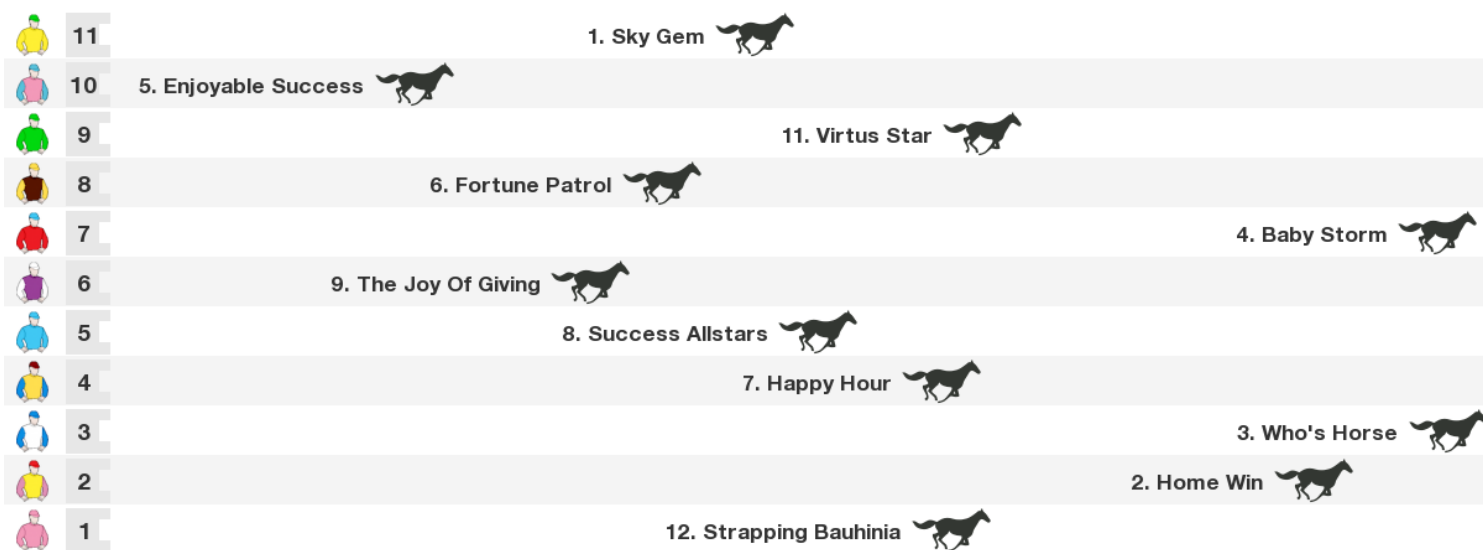 11 1. Sky Gem
10 5. Enjoyable Success
9 11. Virtus Star
8 6. Fortune Patrol
7 4. Baby Storm
6 9. The Joy Of Giving
5 8. Success Allstars
4 7. Happy Hour
3 3. Who's Horse
2 2. Home Win
1 12. Strapping Bauhinia